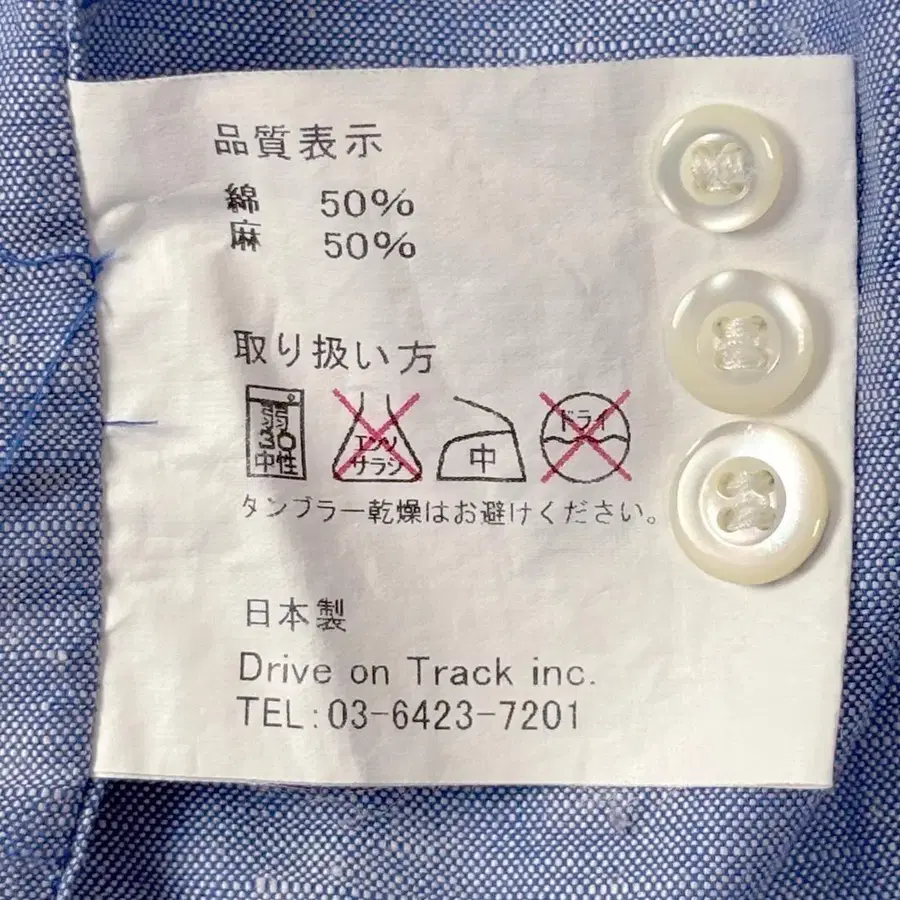 品質表示
綿 50%
麻 50%
取り扱い方
弱
30
中性
エンソ
サラシ
中
ドライ
タンブラー乾燥はお避けください。
日本製
Drive on Track inc.
TEL:03-6423-7201